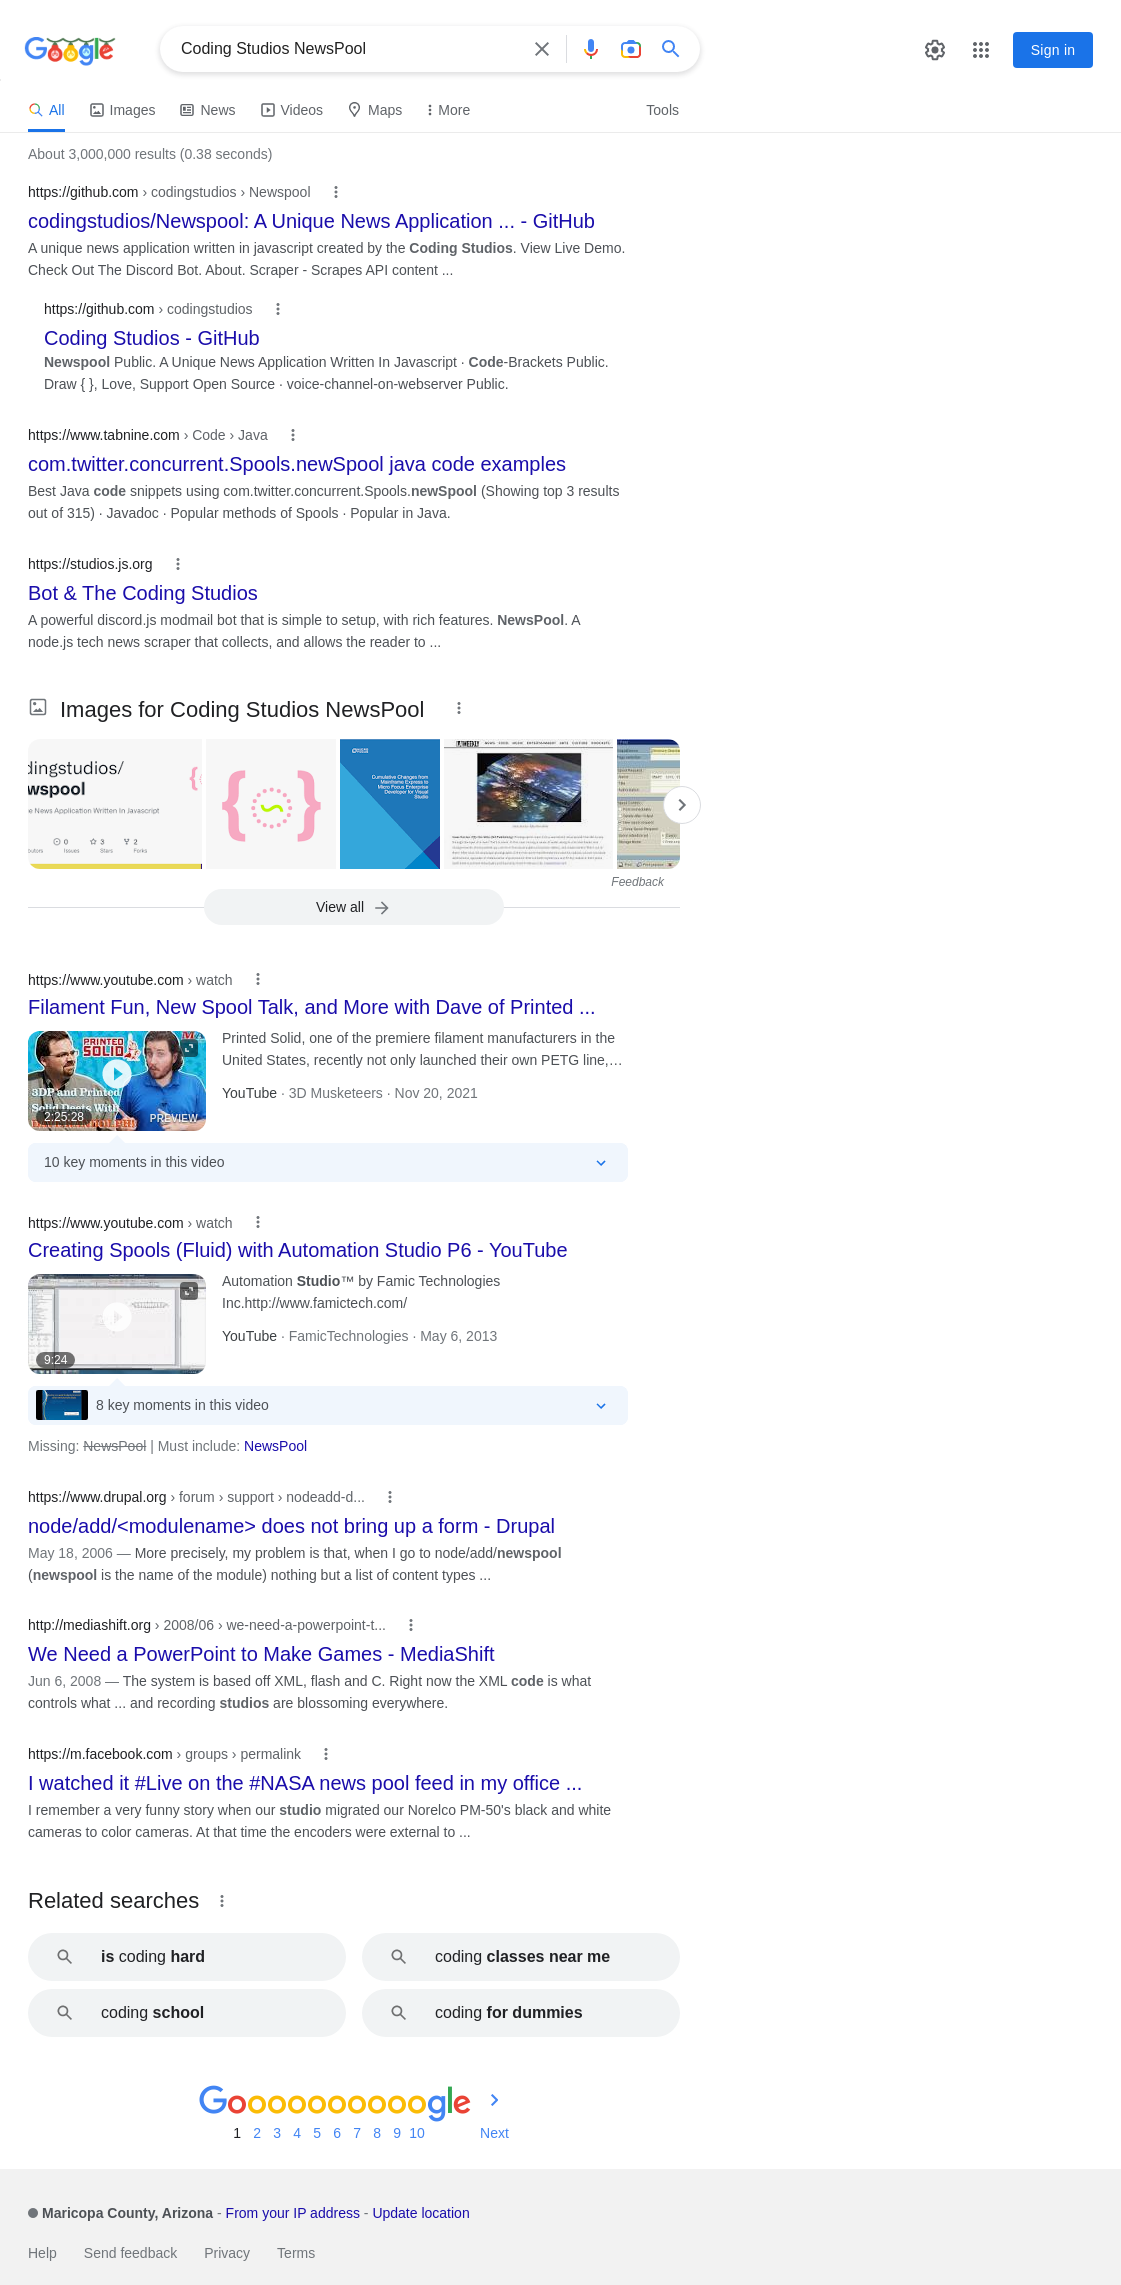 Google
Coding Studios NewsPool
Sign in
All
Images
News
Videos
Maps
More
Tools
About 3,000,000 results (0.38 seconds)
https://github.com › codingstudios › Newspool
codingstudios/Newspool: A Unique News Application ... - GitHub
A unique news application written in javascript created by the Coding Studios. View Live Demo.
Check Out The Discord Bot. About. Scraper - Scrapes API content ...
https://github.com › codingstudios
Coding Studios - GitHub
Newspool Public. A Unique News Application Written In Javascript · Code-Brackets Public.
Draw { }, Love, Support Open Source · voice-channel-on-webserver Public.
https://www.tabnine.com › Code › Java
com.twitter.concurrent.Spools.newSpool java code examples
Best Java code snippets using com.twitter.concurrent.Spools.newSpool (Showing top 3 results
out of 315) · Javadoc · Popular methods of Spools · Popular in Java.
https://studios.js.org
Bot & The Coding Studios
A powerful discord.js modmail bot that is simple to setup, with rich features. NewsPool. A
node.js tech news scraper that collects, and allows the reader to ...
Images for Coding Studios NewsPool
dingstudios/
wspool
e News Application Written In Javascript
0
3
2
Issues
Stars
Forks
Cumulative Changes from
Mainframe Express to
Micro Focus Enterprise
Developer for Visual
Studio
Feedback
View all
https://www.youtube.com › watch
Filament Fun, New Spool Talk, and More with Dave of Printed ...
Printed Solid, one of the premiere filament manufacturers in the
United States, recently not only launched their own PETG line,...
YouTube · 3D Musketeers · Nov 20, 2021
PRINTED
SOLID
3DP and Printed
Solid Deets With
2:25:28
PREVIEW
10 key moments in this video
https://www.youtube.com › watch
Creating Spools (Fluid) with Automation Studio P6 - YouTube
Automation Studio™ by Famic Technologies
Inc.http://www.famictech.com/
YouTube · FamicTechnologies · May 6, 2013
9:24
8 key moments in this video
Missing: NewsPool | Must include: NewsPool
https://www.drupal.org › forum › support › nodeadd-d...
node/add/<modulename> does not bring up a form - Drupal
May 18, 2006 — More precisely, my problem is that, when I go to node/add/newspool
(newspool is the name of the module) nothing but a list of content types ...
http://mediashift.org › 2008/06 › we-need-a-powerpoint-t...
We Need a PowerPoint to Make Games - MediaShift
Jun 6, 2008 — The system is based off XML, flash and C. Right now the XML code is what
controls what ... and recording studios are blossoming everywhere.
https://m.facebook.com › groups › permalink
I watched it #Live on the #NASA news pool feed in my office ...
I remember a very funny story when our studio migrated our Norelco PM-50's black and white
cameras to color cameras. At that time the encoders were external to ...
Related searches
is coding hard
coding classes near me
coding school
coding for dummies
Goooooooooogle
1 2 3 4 5 6 7 8 9 10 Next
Maricopa County, Arizona - From your IP address - Update location
Help Send feedback Privacy Terms